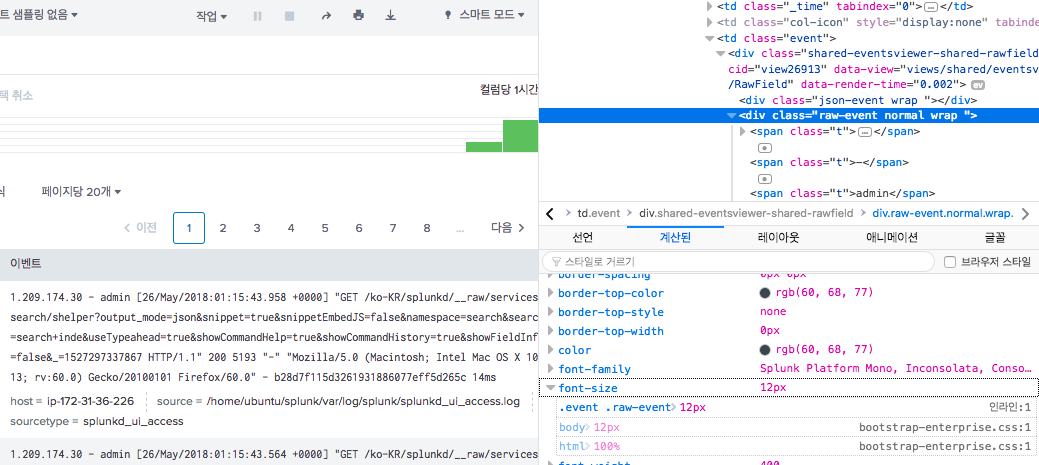 트 샘플링 없음
작업
스마트 모드
택 취소
컬럼당 1시간
식
페이지당 20개
이전
1
2
3
4
5
6
7
8
...
다음
이벤트
1.209.174.30 - admin [26/May/2018:01:15:43.958 +0000] "GET /ko-KR/splunkd/__raw/services
search/shelper?output_mode=json&snippet=true&snippetEmbedJS=false&namespace=search&sear
=search+inde&useTypeahead=true&showCommandHelp=true&showCommandHistory=true&showFieldInf
=false&_=1527297337867 HTTP/1.1" 200 5193 "-" "Mozilla/5.0 (Macintosh; Intel Mac OS X 10
13; rv:60.0) Gecko/20100101 Firefox/60.0" - b28d7f115d3261931886077eff5d265c 14ms
host = ip-172-31-36-226
source = /home/ubuntu/splunk/var/log/splunk/splunkd_ui_access.log
sourcetype = splunkd_ui_access
1.209.174.30 - admin [26/May/2018:01:15:43.564 +0000] "GET /ko-KR/splunkd/__raw/services
<td class="_time" tabindex="0">…</td>
<td class="col-icon" style="display:none" tabind
<td class="event">
<div class="shared-eventsviewer-shared-rawfield
cid="view26913" data-view="views/shared/eventsv
/RawField" data-render-time="0.002"> ev
<div class="json-event wrap "></div>
<div class="raw-event normal wrap ">
<span class="t">…</span>
<span class="t">-</span>
<span class="t">admin</span>
td.event
div.shared-eventsviewer-shared-rawfield
div.raw-event.normal.wrap.
선언
계산된
레이아웃
애니메이션
글꼴
스타일로 거르기
브라우저 스타일
border-spacing
0px 0px
border-top-color
rgb(60, 68, 77)
border-top-style
none
border-top-width
0px
color
rgb(60, 68, 77)
font-family
Splunk Platform Mono, Inconsolata, Conso…
font-size
12px
.event .raw-event
12px
인라인:1
body
12px
bootstrap-enterprise.css:1
html
100%
bootstrap-enterprise.css:1
font-weight
400